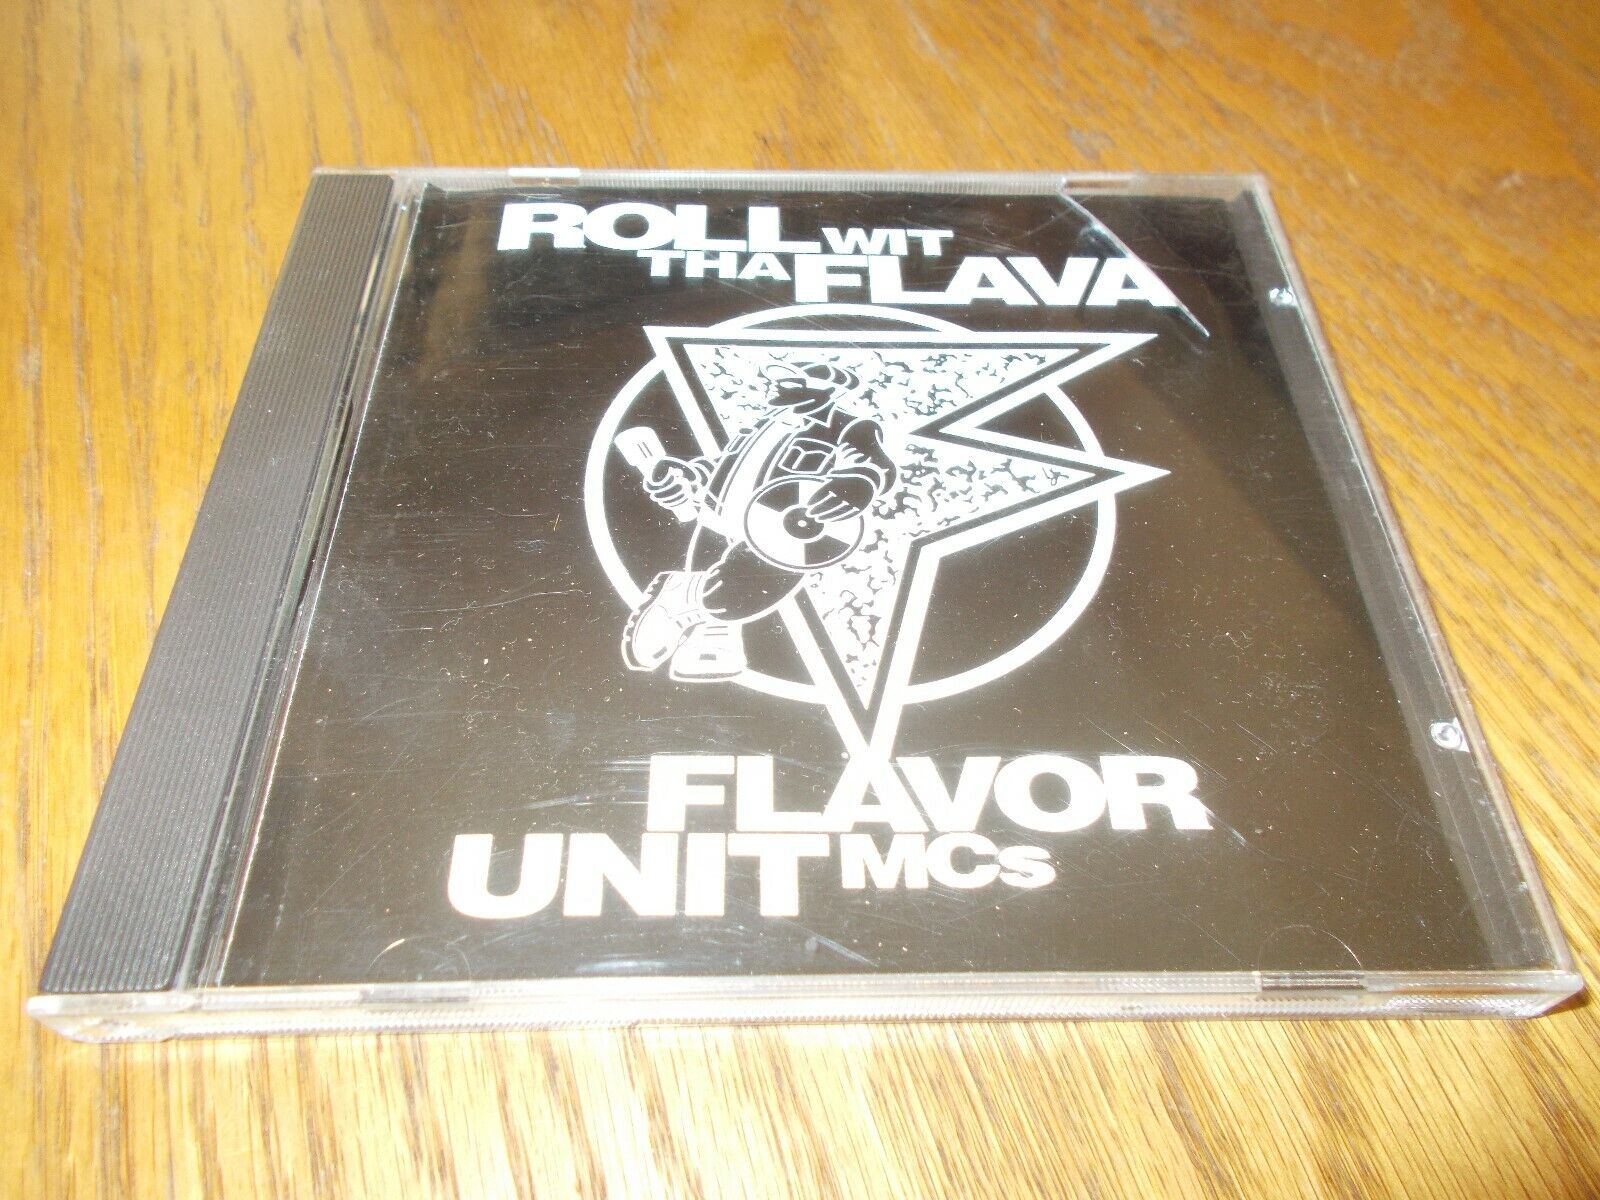 ROLL WIT
THA FLAVA
FLAVOR
UNIT MCs